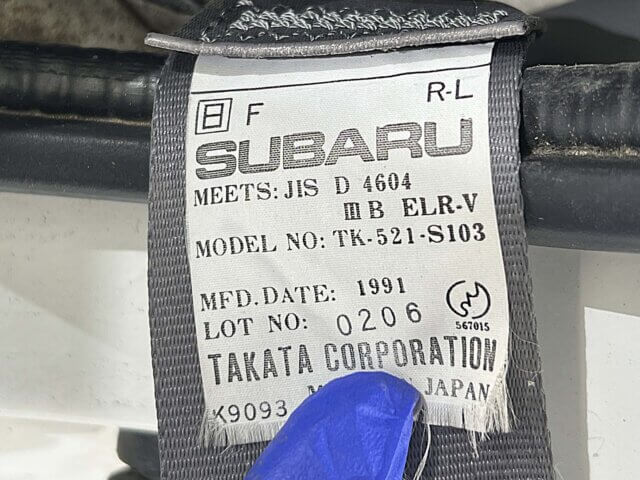 R-L
日 F
SUBARU
MEETS: JIS D 4604
III B ELR-V
MODEL NO: TK-521-S103
MFD. DATE: 1991
LOT NO: 0206
567015
TAKATA CORPORATION
K9093 JAPAN